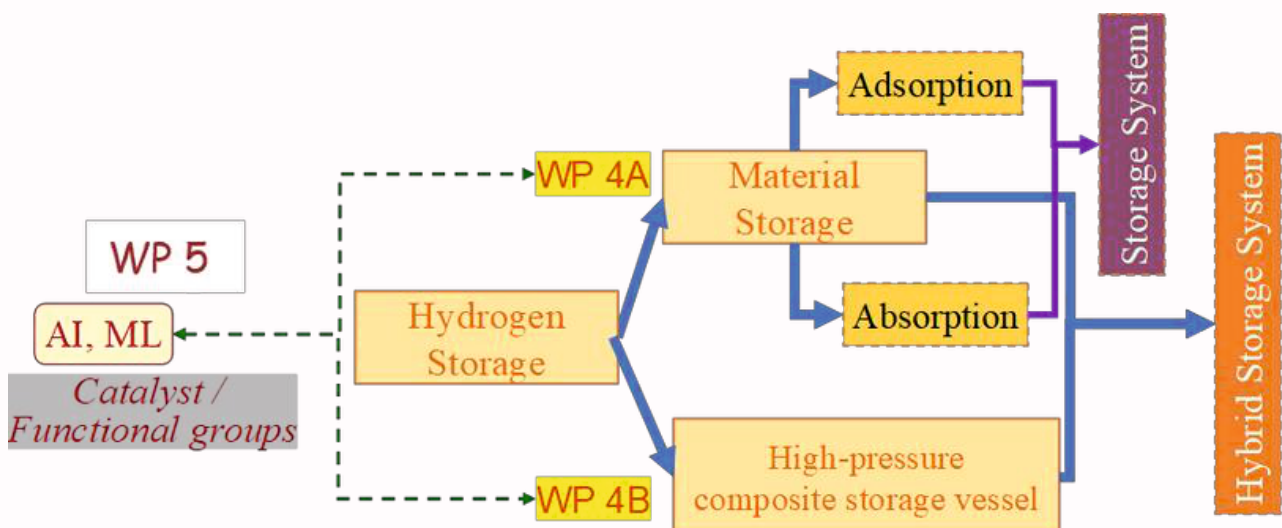 WP 5
AI, ML
Catalyst /
Functional groups
WP 4A
WP 4B
Hydrogen
Storage
Material
Storage
Adsorption
Absorption
High-pressure
composite storage vessel
Storage System
Hybrid Storage System